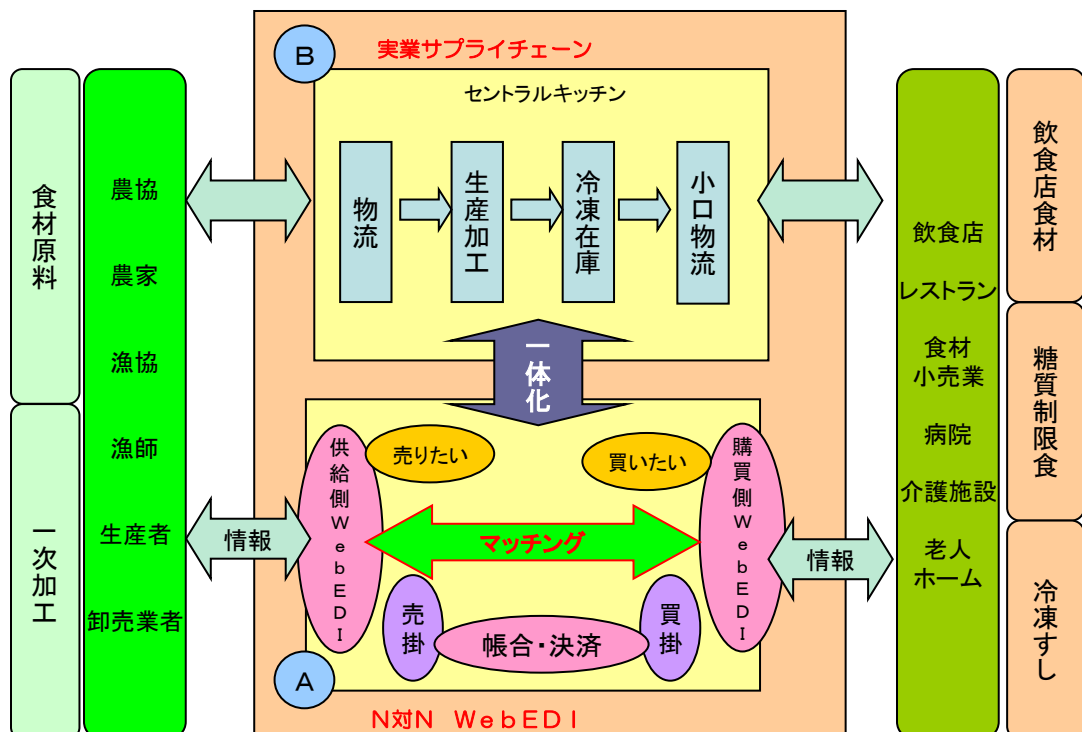 食材原料
一次加工
農協
農家
漁協
漁師
生産者
卸売業者
B
実業サプライチェーン
セントラルキッチン
物流
生産加工
冷凍在庫
小口物流
一体化
供給側WebEDI
売りたい
買いたい
購買側WebEDI
情報
マッチング
情報
売掛
帳合・決済
買掛
A
N対N WebEDI
飲食店
レストラン
食材
小売業
病院
介護施設
老人
ホーム
飲食店食材
糖質制限食
冷凍すし